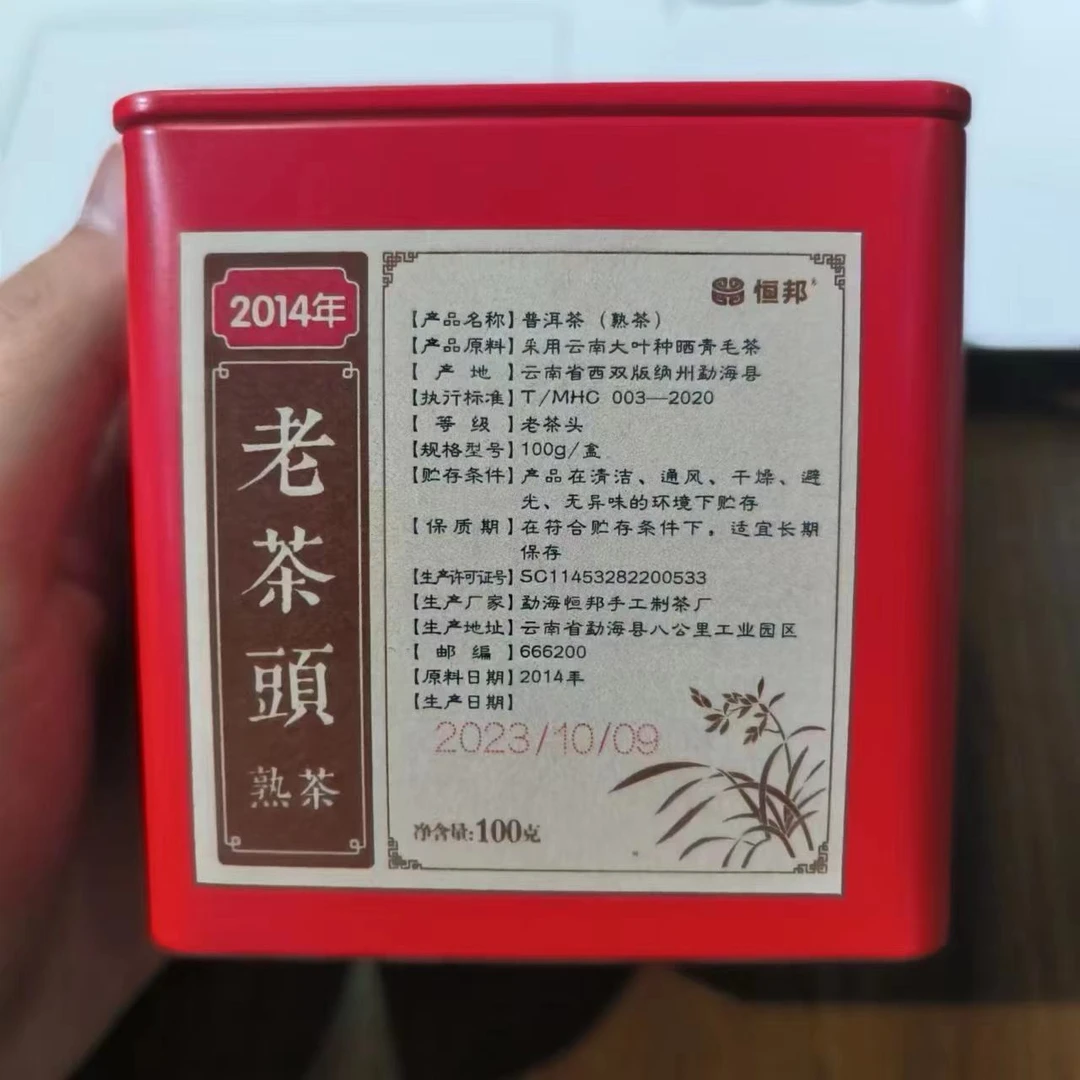 2014年
老茶頭
熟茶
恒邦®
【产品名称】普洱茶（熟茶）
【产品原料】采用云南大叶种晒青毛茶
【产地】云南省西双版纳州勐海县
【执行标准】T/MHC 003—2020
【等级】老茶头
【规格型号】100g/盒
【贮存条件】产品在清洁、通风、干燥、避
光、无异味的环境下贮存
【保质期】在符合贮存条件下，适宜长期
保存
【生产许可证号】SC11453282200533
【生产厂家】勐海恒邦手工制茶厂
【生产地址】云南省勐海县八公里工业园区
【邮编】666200
【原料日期】2014年
【生产日期】
2023/10/09
净含量:100克